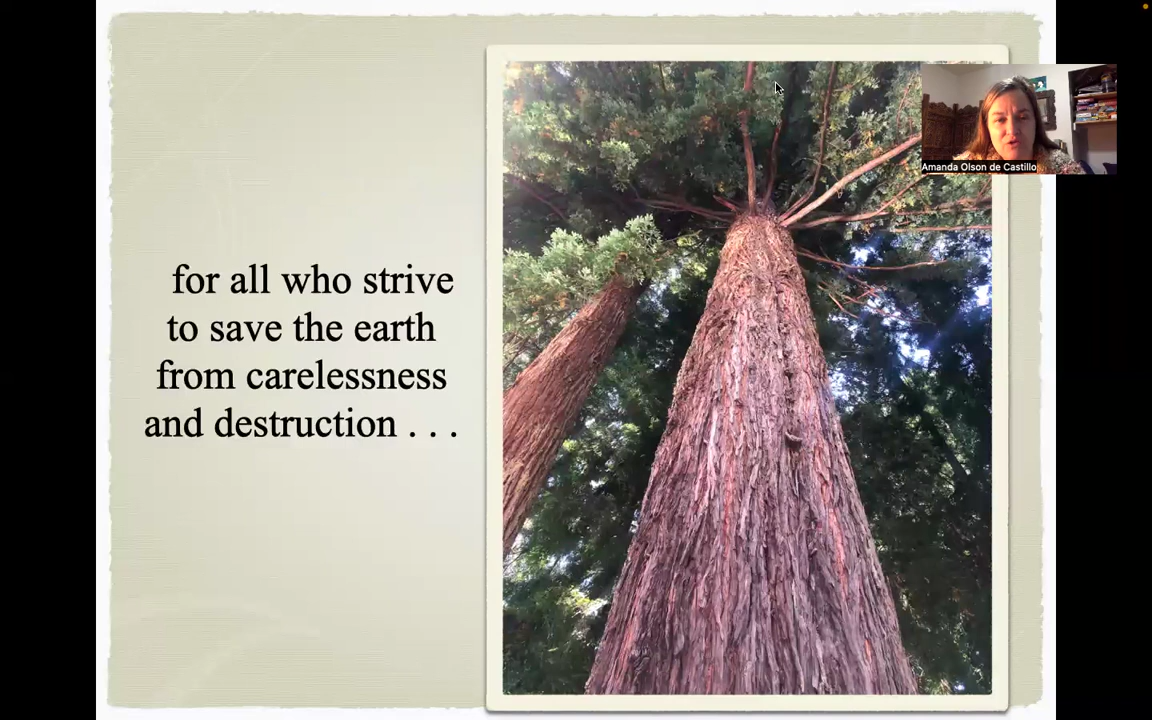 for all who strive
to save the earth
from carelessness
and destruction . . .
Amanda Olson de Castillo